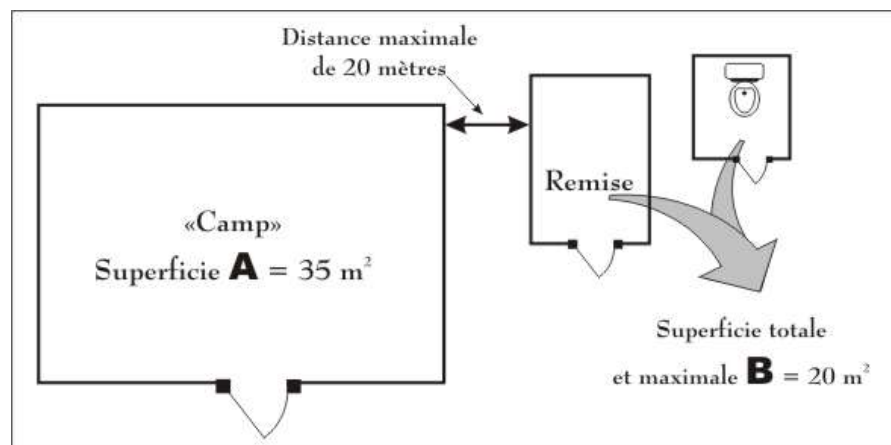 Distance maximale
de 20 mètres
Remise
«Camp»
Superficie A = 35 m²
Superficie totale
et maximale B = 20 m²